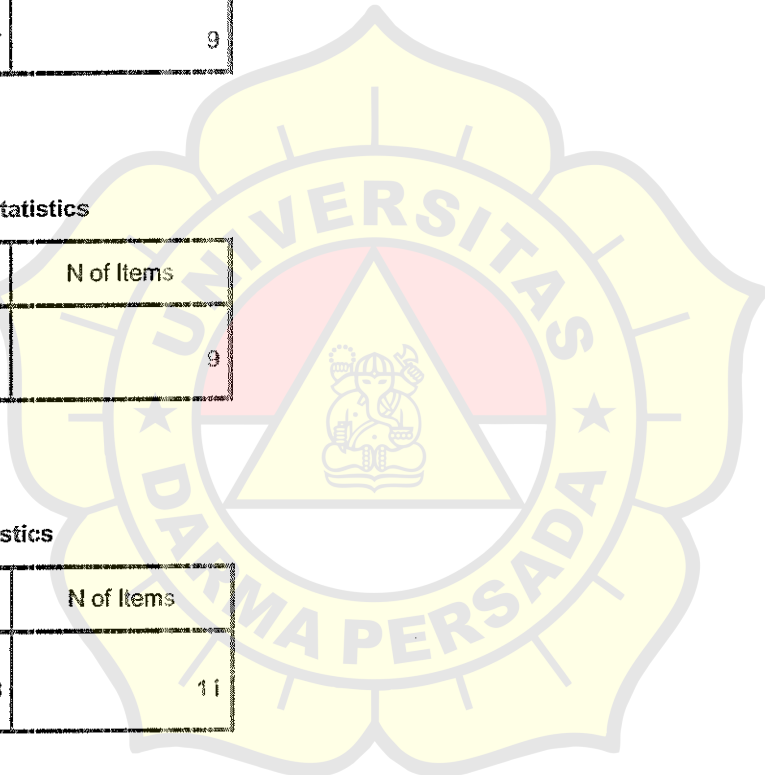 9
tatistics
N of Items
9
stics
N of Items
11
UNIVERSITAS
DARMA PERSADA